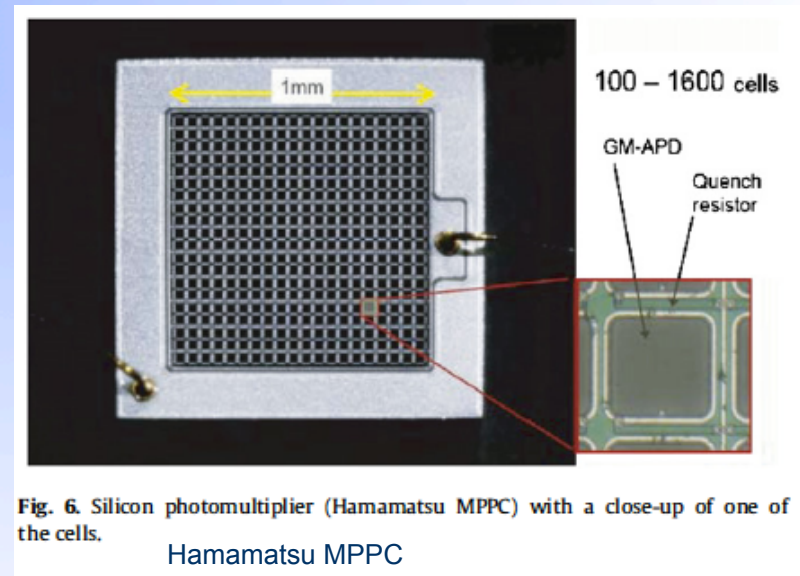 1mm
100 – 1600 cells
GM-APD
Quench
resistor
Fig. 6. Silicon photomultiplier (Hamamatsu MPPC) with a close-up of one of
the cells.
Hamamatsu MPPC